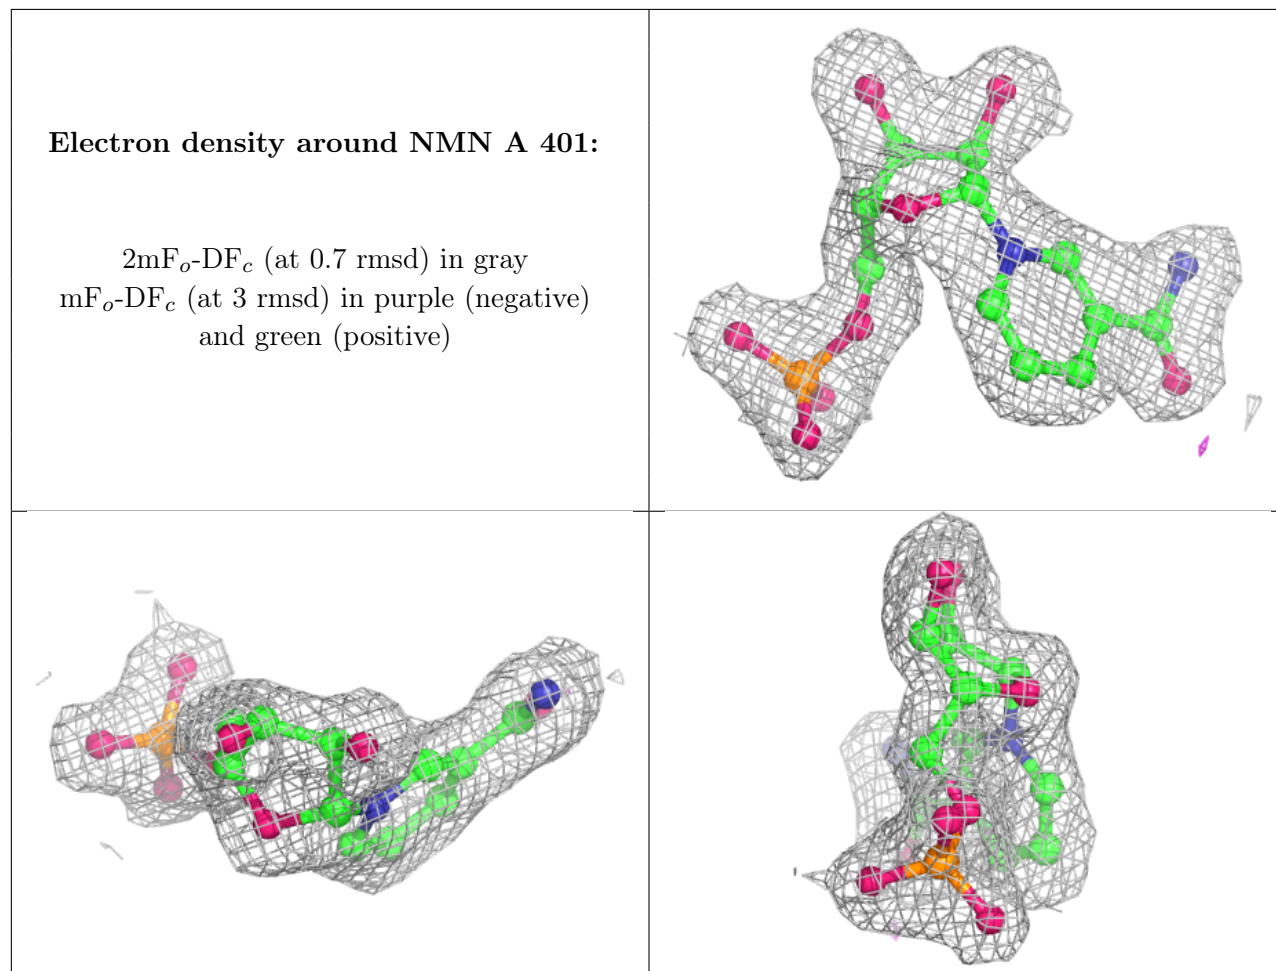 Electron density around NMN A 401:
2mFo-DFc (at 0.7 rmsd) in gray
mFo-DFc (at 3 rmsd) in purple (negative)
and green (positive)